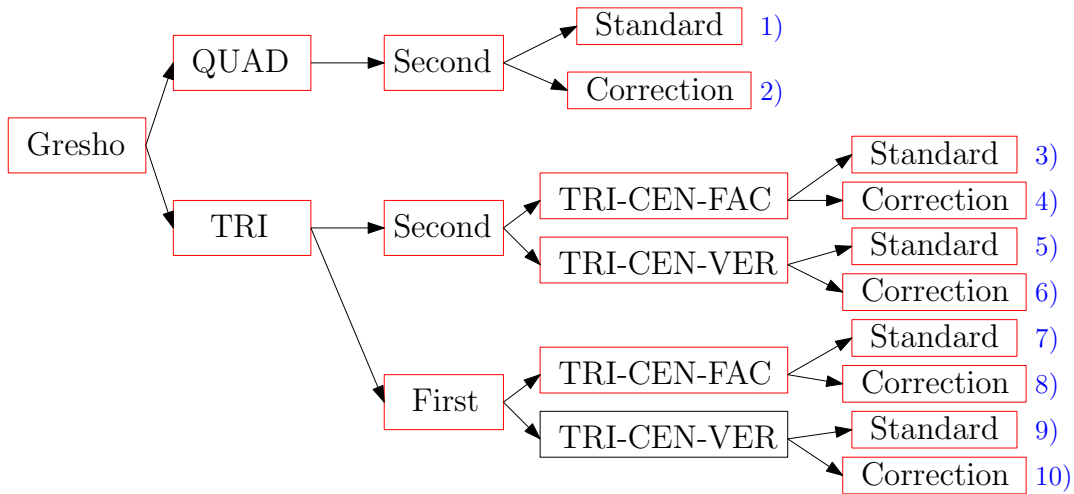 Standard 1)
QUAD Second
Correction 2)
Gresho
Standard 3)
TRI-CEN-FAC
Correction 4)
TRI Second
Standard 5)
TRI-CEN-VER
Correction 6)
Standard 7)
TRI-CEN-FAC
Correction 8)
First
Standard 9)
TRI-CEN-VER
Correction 10)